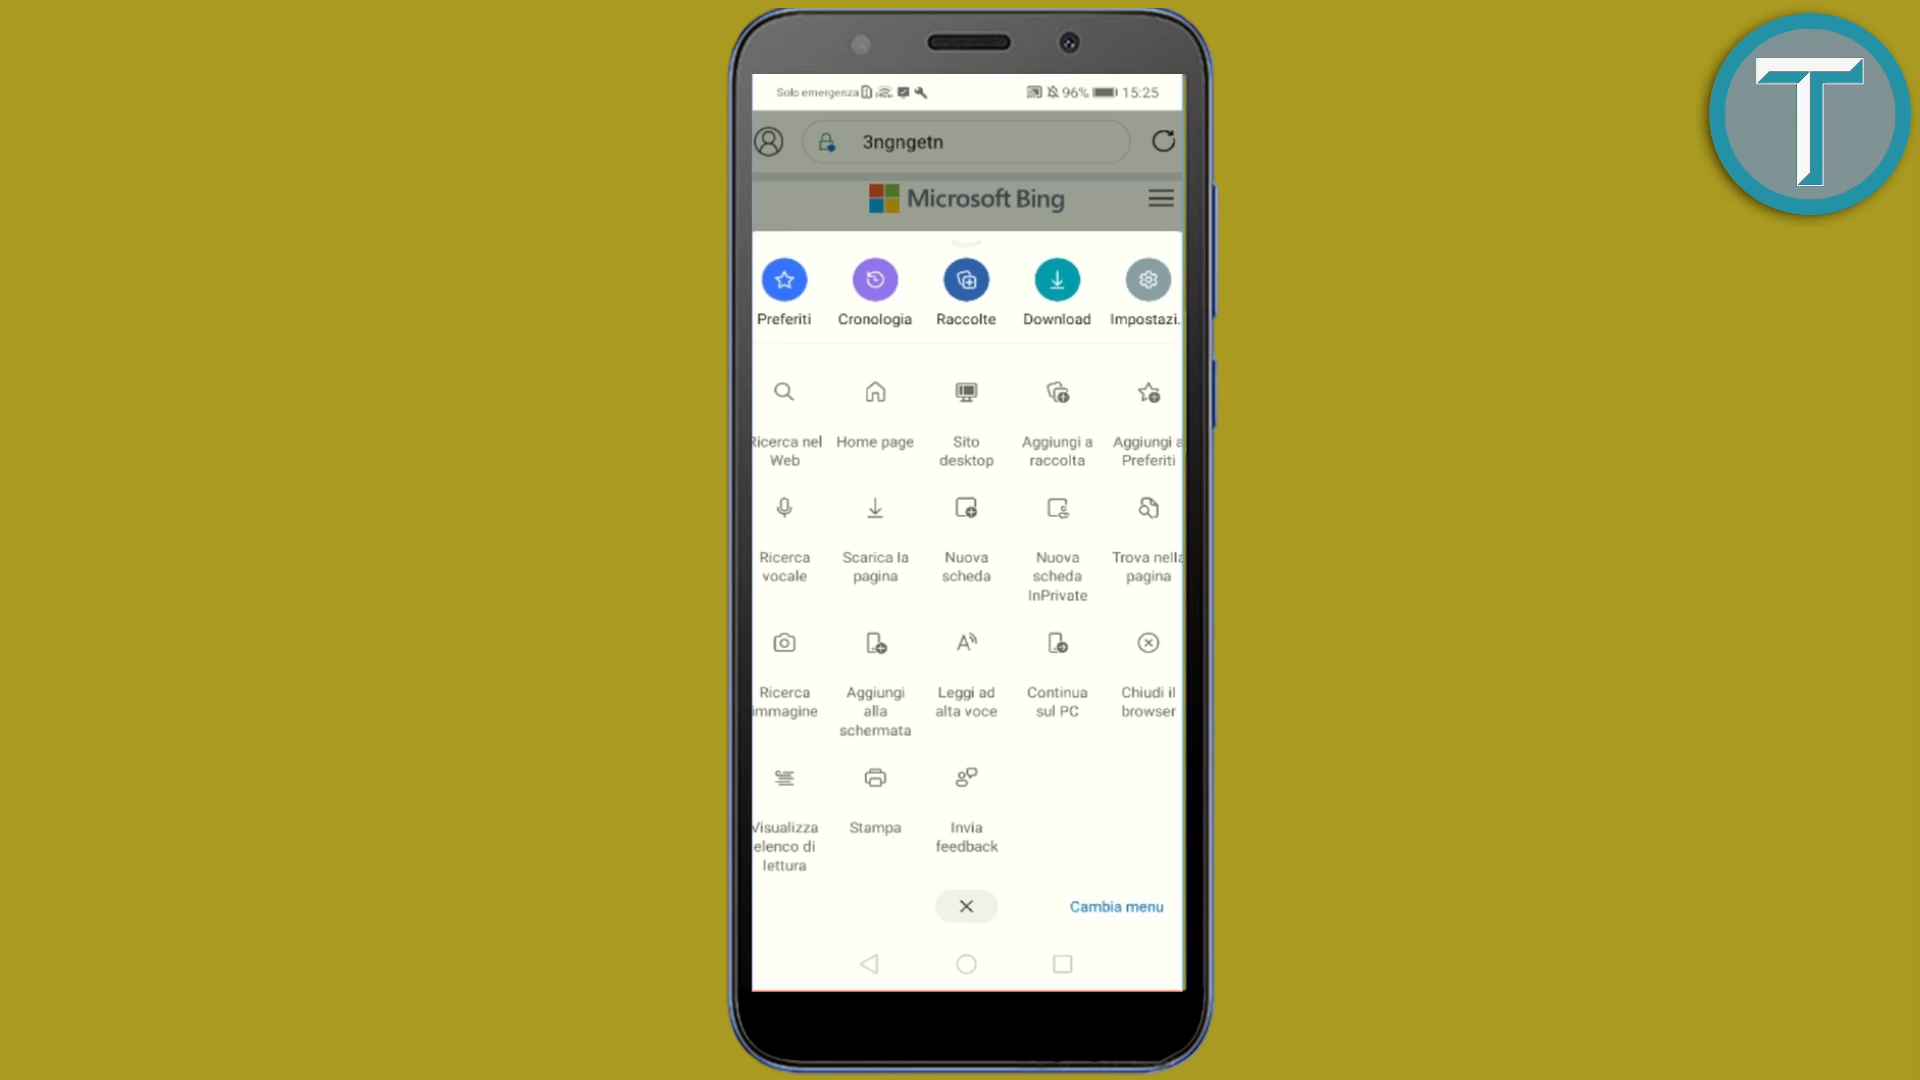 Solo emergenza 96% 15:25
3ngngetn
Microsoft Bing
Preferiti Cronologia Raccolte Download Impostazi.
Ricerca nel Web
Home page
Sito desktop
Aggiungi a raccolta
Aggiungi a Preferiti
Ricerca vocale
Scarica la pagina
Nuova scheda
Nuova scheda InPrivate
Trova nella pagina
Ricerca immagine
Aggiungi alla schermata
Leggi ad alta voce
Continua sul PC
Chiudi il browser
Visualizza elenco di lettura
Stampa
Invia feedback
Cambia menu
T